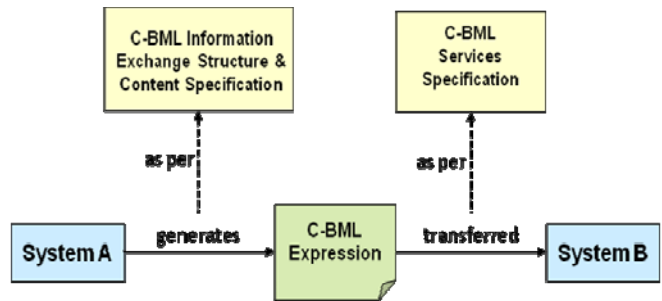 C-BML Information
Exchange Structure &
Content Specification
C-BML
Services
Specification
as per
as per
System A
generates
C-BML
Expression
transferred
System B